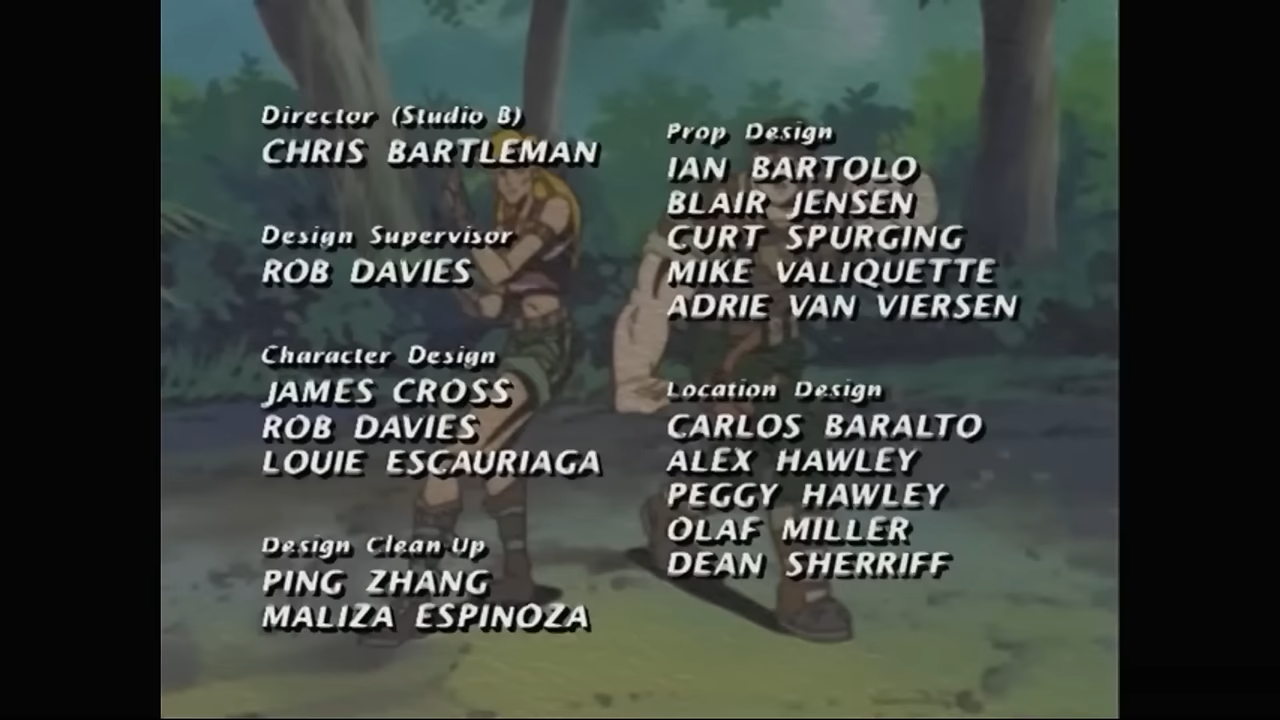 Director (Studio B)
CHRIS BARTLEMAN
Design Supervisor
ROB DAVIES
Character Design
JAMES CROSS
ROB DAVIES
LOUIE ESCAURIAGA
Design Clean-Up
PING ZHANG
MALIZA ESPINOZA
Prop Design
IAN BARTOLO
BLAIR JENSEN
CURT SPURGING
MIKE VALIQUETTE
ADRIE VAN VIERSEN
Location Design
CARLOS BARALTO
ALEX HAWLEY
PEGGY HAWLEY
OLAF MILLER
DEAN SHERRIFF